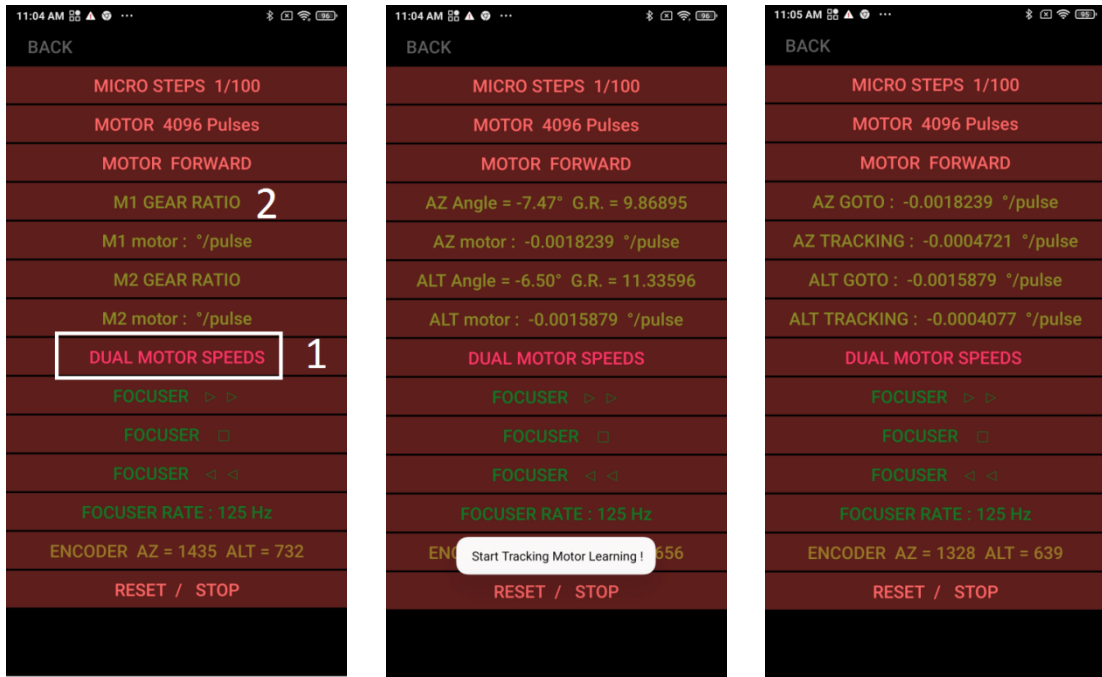 11:04 AM ··· 96
BACK
MICRO STEPS 1/100
MOTOR 4096 Pulses
MOTOR FORWARD
M1 GEAR RATIO 2
M1 motor : °/pulse
M2 GEAR RATIO
M2 motor : °/pulse
DUAL MOTOR SPEEDS 1
FOCUSER ▷ ▷
FOCUSER □
FOCUSER ◁ ◁
FOCUSER RATE : 125 Hz
ENCODER AZ = 1435 ALT = 732
RESET / STOP
11:04 AM ··· 96
BACK
MICRO STEPS 1/100
MOTOR 4096 Pulses
MOTOR FORWARD
AZ Angle = -7.47° G.R. = 9.86895
AZ motor : -0.0018239 °/pulse
ALT Angle = -6.50° G.R. = 11.33596
ALT motor : -0.0015879 °/pulse
DUAL MOTOR SPEEDS
FOCUSER ▷ ▷
FOCUSER □
FOCUSER ◁ ◁
FOCUSER RATE : 125 Hz
Start Tracking Motor Learning !
656
RESET / STOP
11:05 AM ··· 95
BACK
MICRO STEPS 1/100
MOTOR 4096 Pulses
MOTOR FORWARD
AZ GOTO : -0.0018239 °/pulse
AZ TRACKING : -0.0004721 °/pulse
ALT GOTO : -0.0015879 °/pulse
ALT TRACKING : -0.0004077 °/pulse
DUAL MOTOR SPEEDS
FOCUSER ▷ ▷
FOCUSER □
FOCUSER ◁ ◁
FOCUSER RATE : 125 Hz
ENCODER AZ = 1328 ALT = 639
RESET / STOP